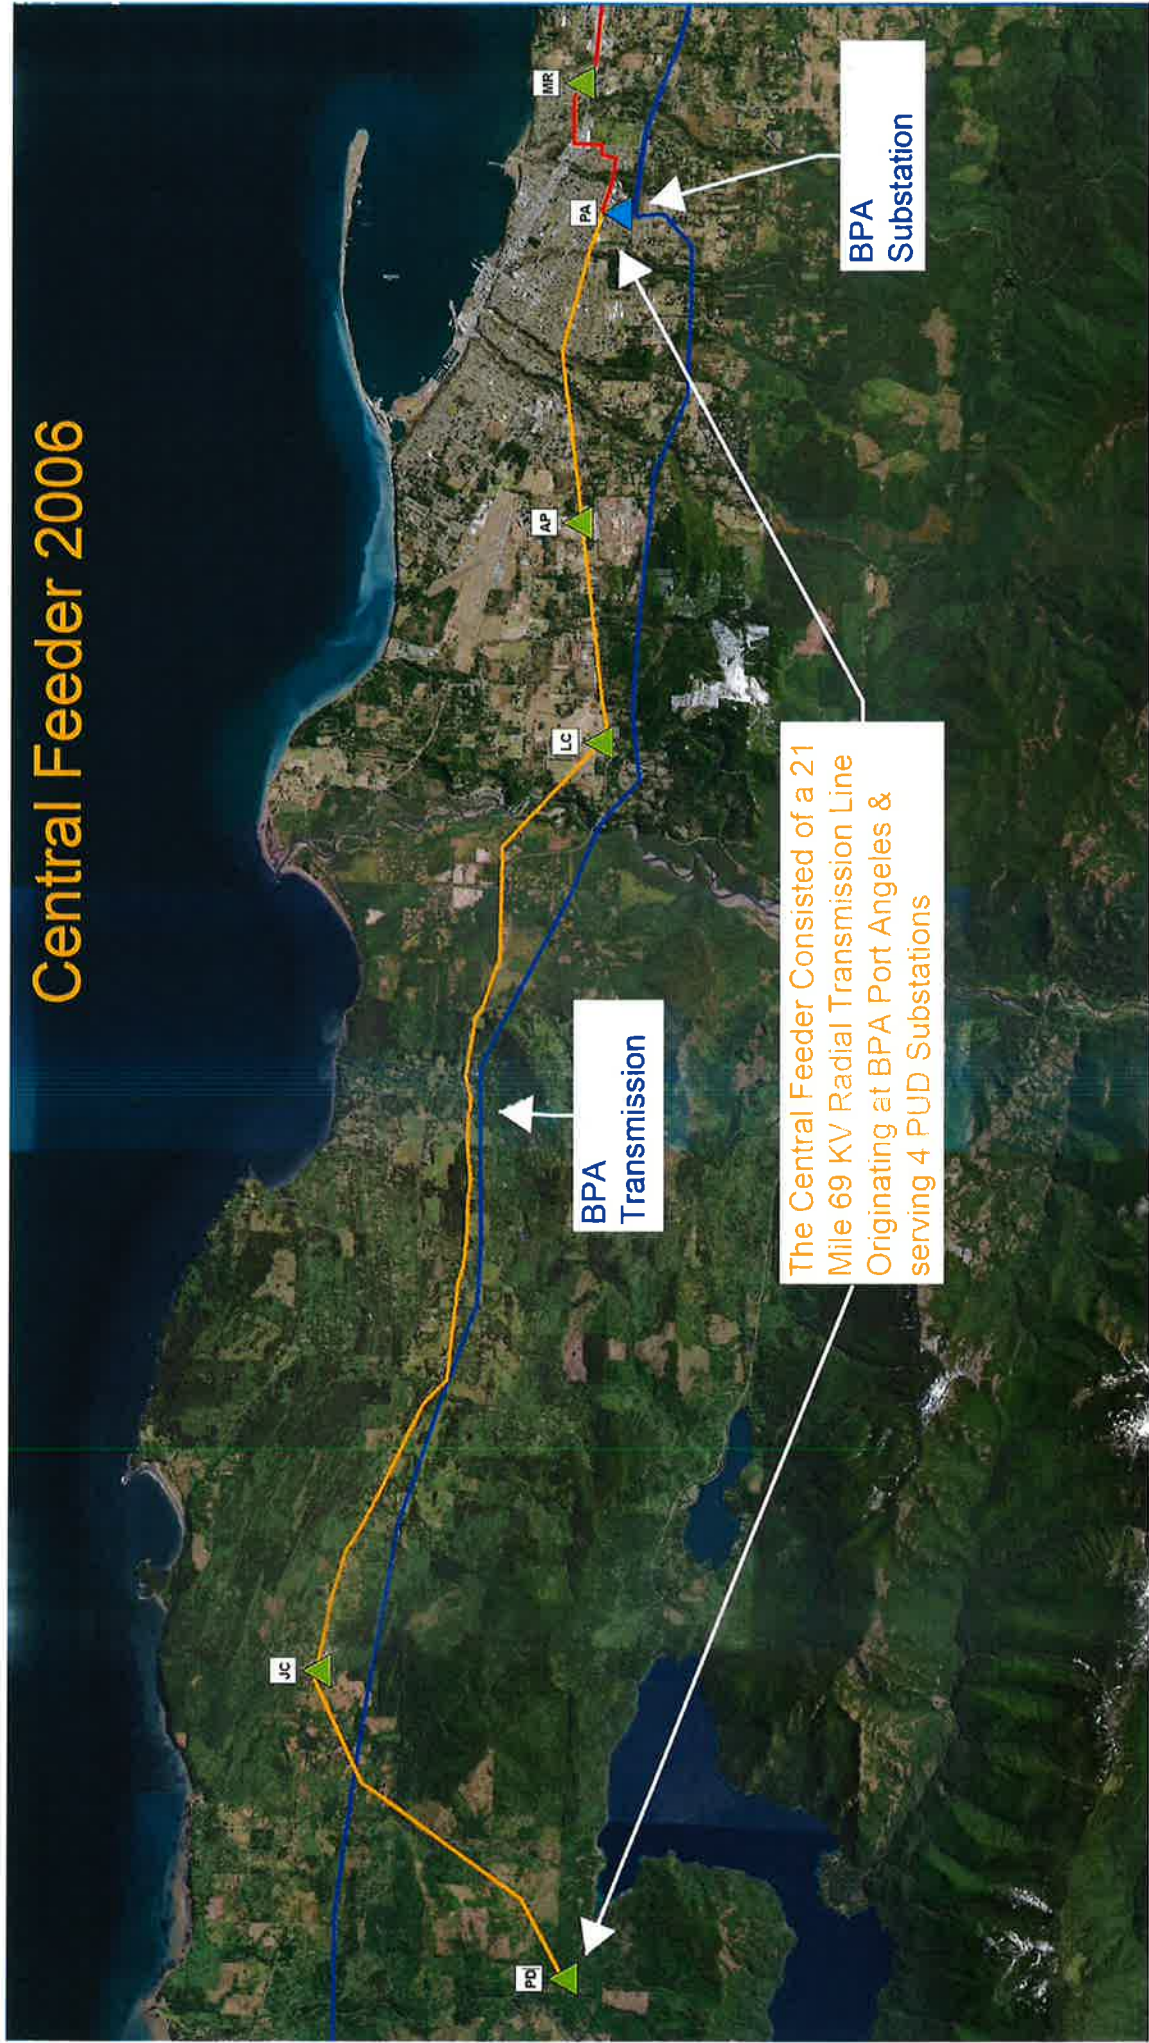 Central Feeder 2006
MR
PA
AP
LC
JC
PD
BPA
Substation
BPA
Transmission
The Central Feeder Consisted of a 21
Mile 69 KV Radial Transmission Line
Originating at BPA Port Angeles &
serving 4 PUD Substations